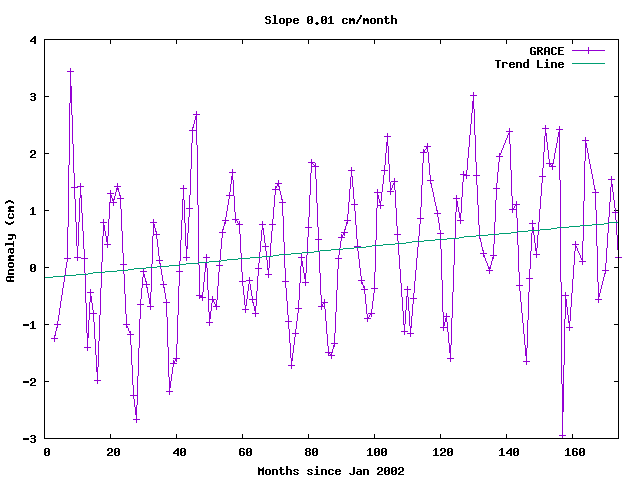 Slope 0.01 cm/month
GRACE
Trend Line
4
3
2
1
0
-1
-2
-3
Anomaly (cm)
0 20 40 60 80 100 120 140 160
Months since Jan 2002